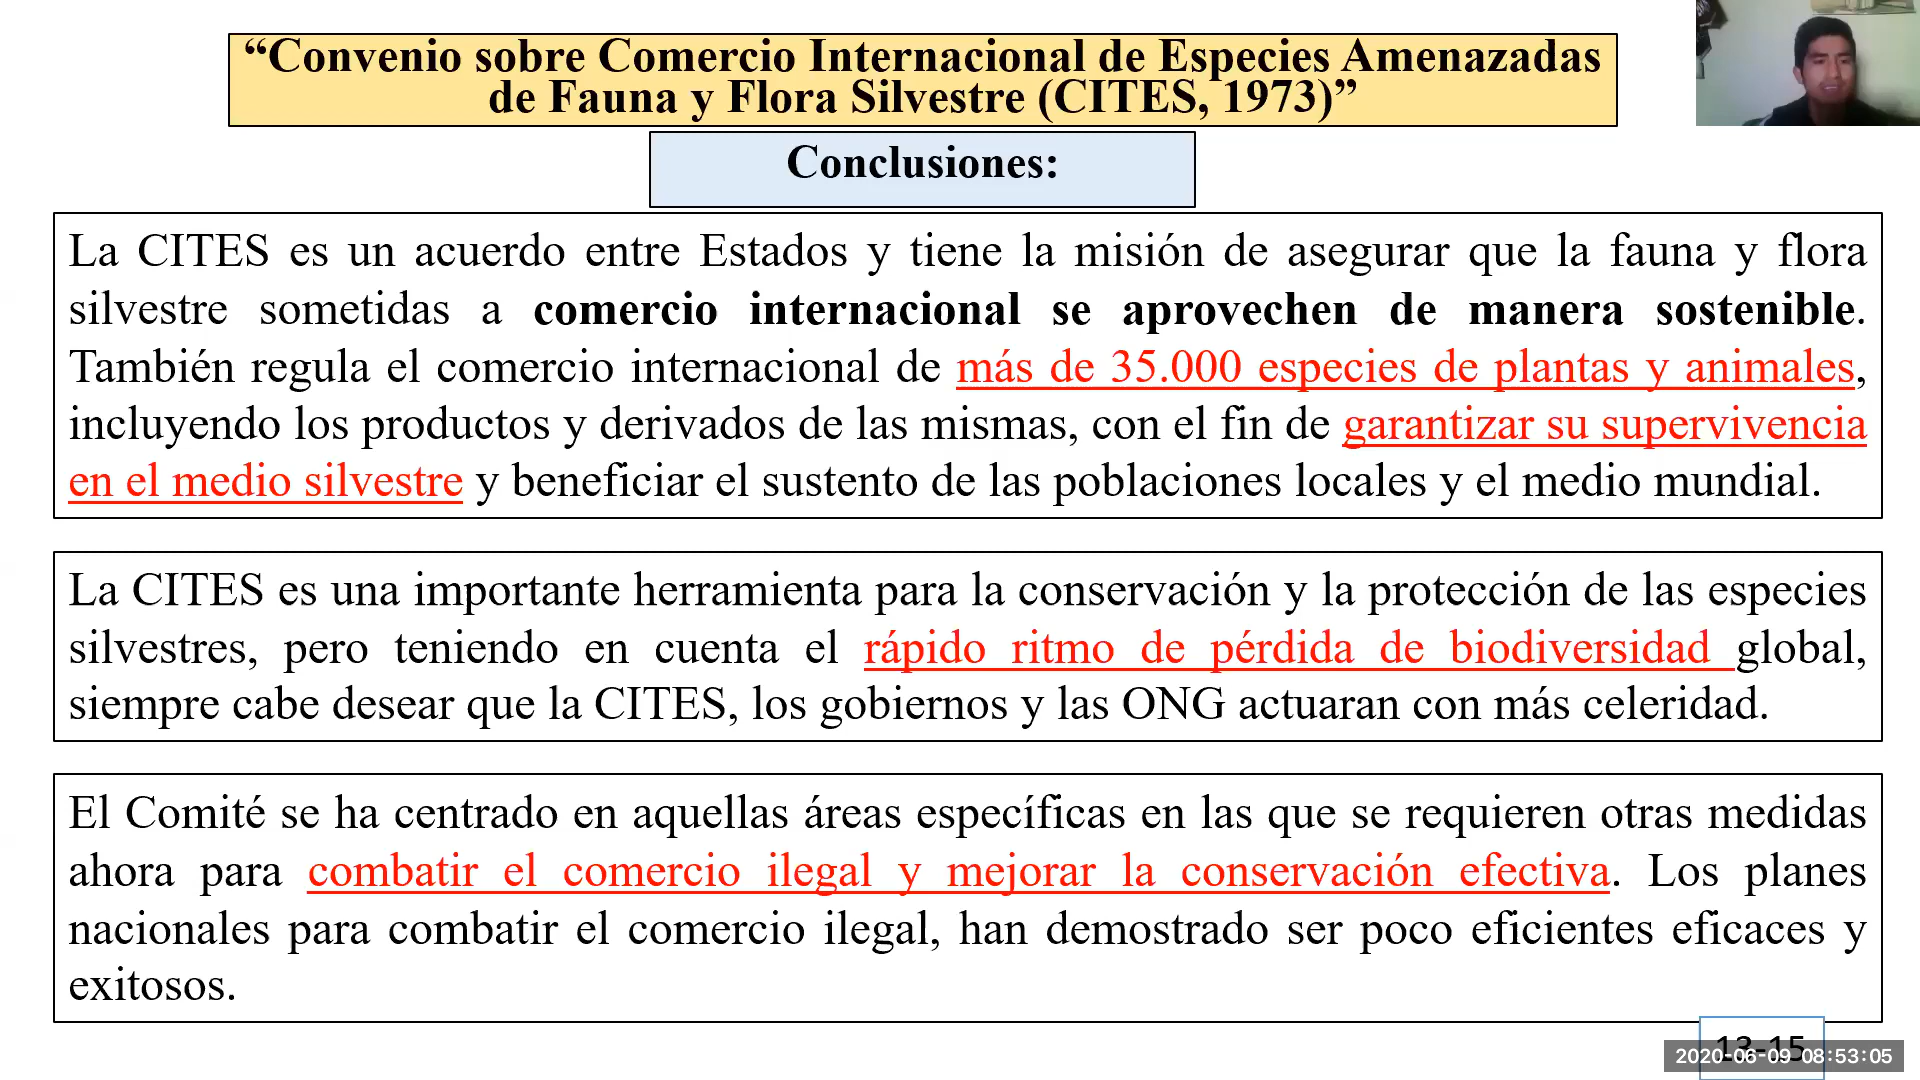 “Convenio sobre Comercio Internacional de Especies Amenazadas
de Fauna y Flora Silvestre (CITES, 1973)”
Conclusiones:
La CITES es un acuerdo entre Estados y tiene la misión de asegurar que la fauna y flora
silvestre sometidas a comercio internacional se aprovechen de manera sostenible.
También regula el comercio internacional de más de 35.000 especies de plantas y animales,
incluyendo los productos y derivados de las mismas, con el fin de garantizar su supervivencia
en el medio silvestre y beneficiar el sustento de las poblaciones locales y el medio mundial.
La CITES es una importante herramienta para la conservación y la protección de las especies
silvestres, pero teniendo en cuenta el rápido ritmo de pérdida de biodiversidad global,
siempre cabe desear que la CITES, los gobiernos y las ONG actuaran con más celeridad.
El Comité se ha centrado en aquellas áreas específicas en las que se requieren otras medidas
ahora para combatir el comercio ilegal y mejorar la conservación efectiva. Los planes
nacionales para combatir el comercio ilegal, han demostrado ser poco eficientes eficaces y
exitosos.
13-15
2020-06-09 08:53:05